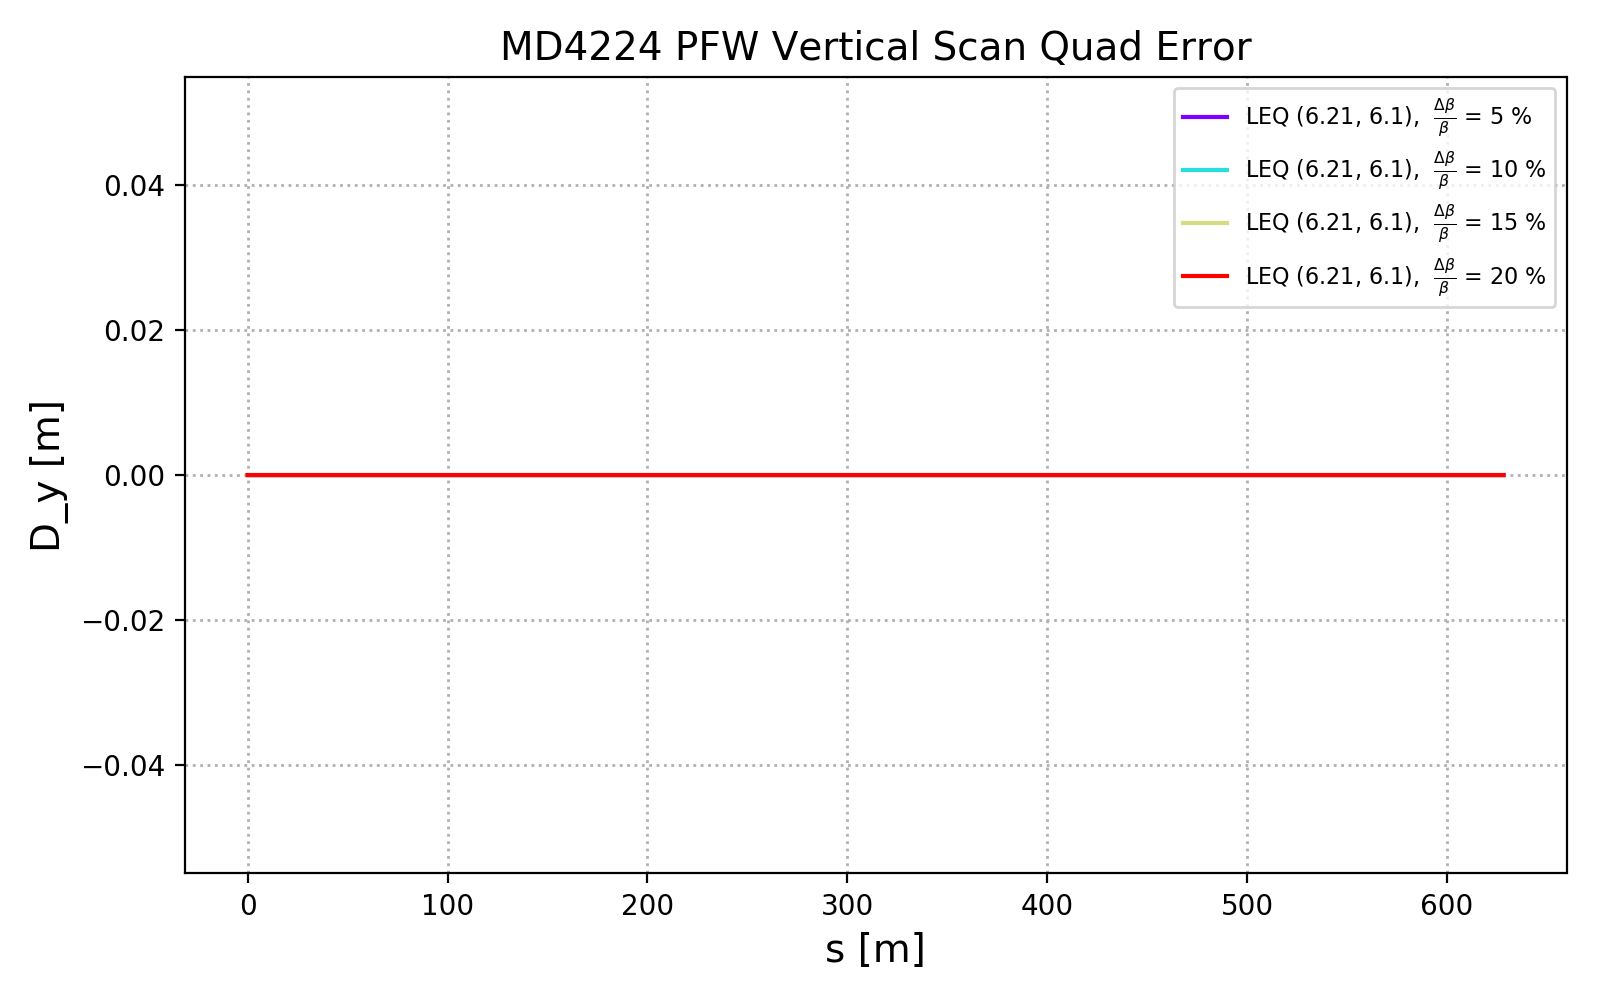 MD4224 PFW Vertical Scan Quad Error
LEQ (6.21, 6.1), Δβ/β = 5 %
LEQ (6.21, 6.1), Δβ/β = 10 %
LEQ (6.21, 6.1), Δβ/β = 15 %
LEQ (6.21, 6.1), Δβ/β = 20 %
D_y [m]
0.04
0.02
0.00
−0.02
−0.04
0 100 200 300 400 500 600
s [m]